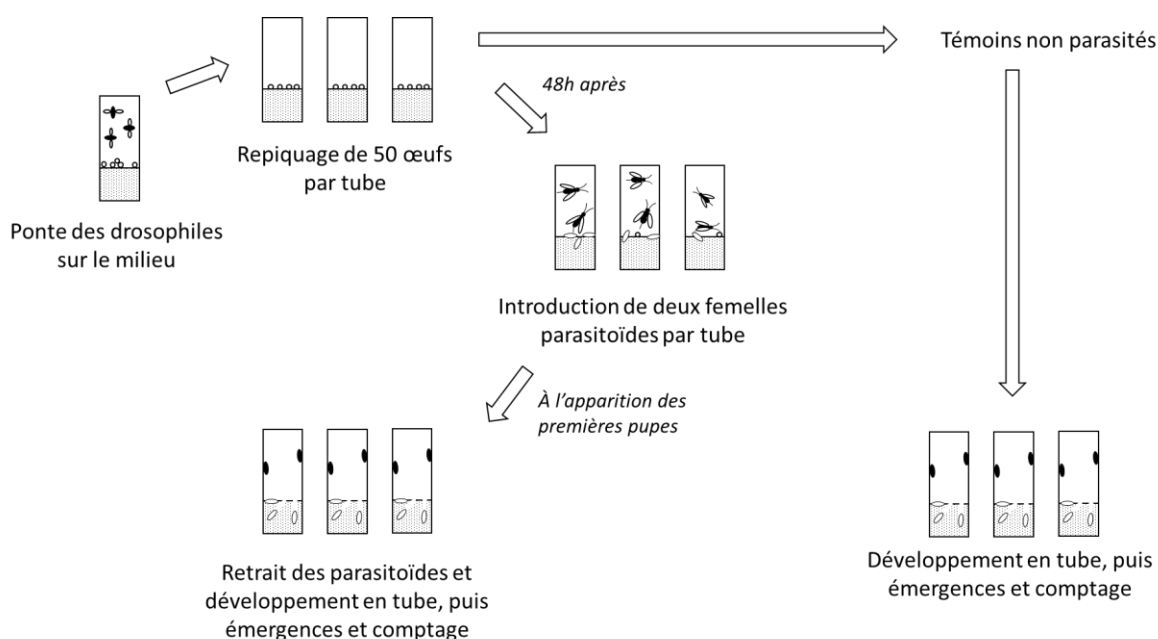 Témoins non parasités
48h après
Repiquage de 50 œufs
par tube
Ponte des drosophiles
sur le milieu
Introduction de deux femelles
parasitoïdes par tube
À l'apparition des
premières pupes
Développement en tube, puis
émergences et comptage
Retrait des parasitoïdes et
développement en tube, puis
émergences et comptage